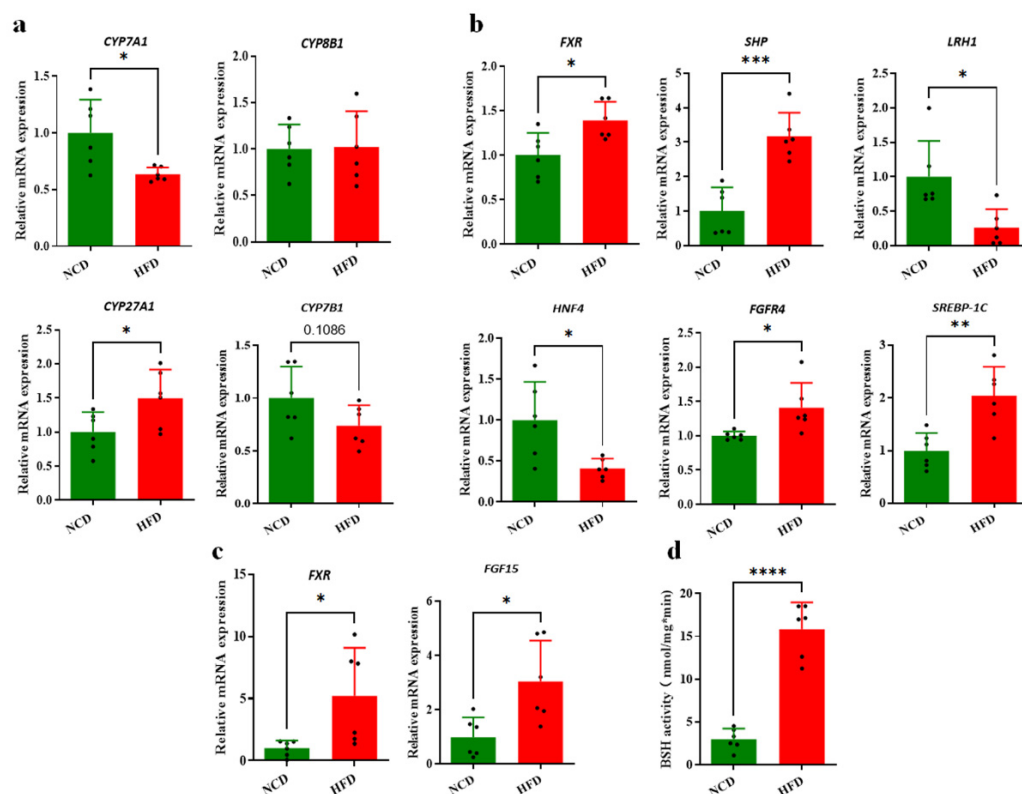 a
CYP7A1
*
Relative mRNA expression
1.5
1.0
0.5
0.0
NCD
HFD
CYP8B1
Relative mRNA expression
2.0
1.5
1.0
0.5
0.0
NCD
HFD
b
FXR
*
Relative mRNA expression
2.0
1.5
1.0
0.5
0.0
NCD
HFD
SHP
***
Relative mRNA expression
5
4
3
2
1
0
NCD
HFD
LRH1
*
Relative mRNA expression
2.5
2.0
1.5
1.0
0.5
0.0
NCD
HFD
CYP27A1
*
Relative mRNA expression
2.5
2.0
1.5
1.0
0.5
0.0
NCD
HFD
CYP7B1
0.1086
Relative mRNA expression
1.5
1.0
0.5
0.0
NCD
HFD
HNF4
*
Relative mRNA expression
2.0
1.5
1.0
0.5
0.0
NCD
HFD
FGFR4
*
Relative mRNA expression
2.5
2.0
1.5
1.0
0.5
0.0
NCD
HFD
SREBP-1C
**
Relative mRNA expression
3
2
1
0
NCD
HFD
c
FXR
*
Relative mRNA expression
15
10
5
0
NCD
HFD
FGF15
*
Relative mRNA expression
6
4
2
0
NCD
HFD
d
****
BSH activity ( nmol/mg*min)
20
15
10
5
0
NCD
HFD